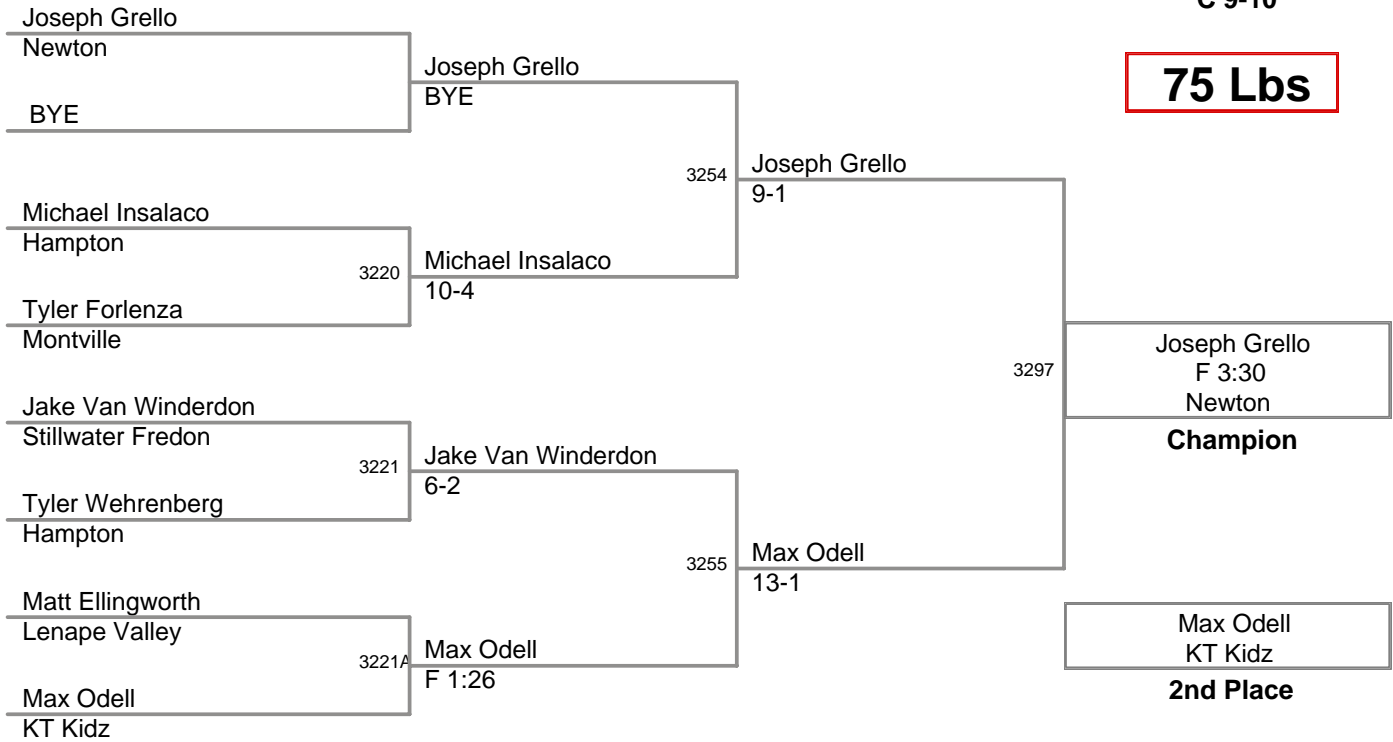 C 9-10
75 Lbs
Joseph Grello
Newton
BYE
Michael Insalaco
Hampton
3220
Tyler Forlenza
Montville
Jake Van Winderdon
Stillwater Fredon
3221
Tyler Wehrenberg
Hampton
Matt Ellingworth
Lenape Valley
3221A
Max Odell
KT Kidz
Joseph Grello
BYE
3254
Michael Insalaco
10-4
Jake Van Winderdon
6-2
3255
Max Odell
F 1:26
Joseph Grello
9-1
3297
Max Odell
13-1
Joseph Grello
F 3:30
Newton
Champion
Max Odell
KT Kidz
2nd Place